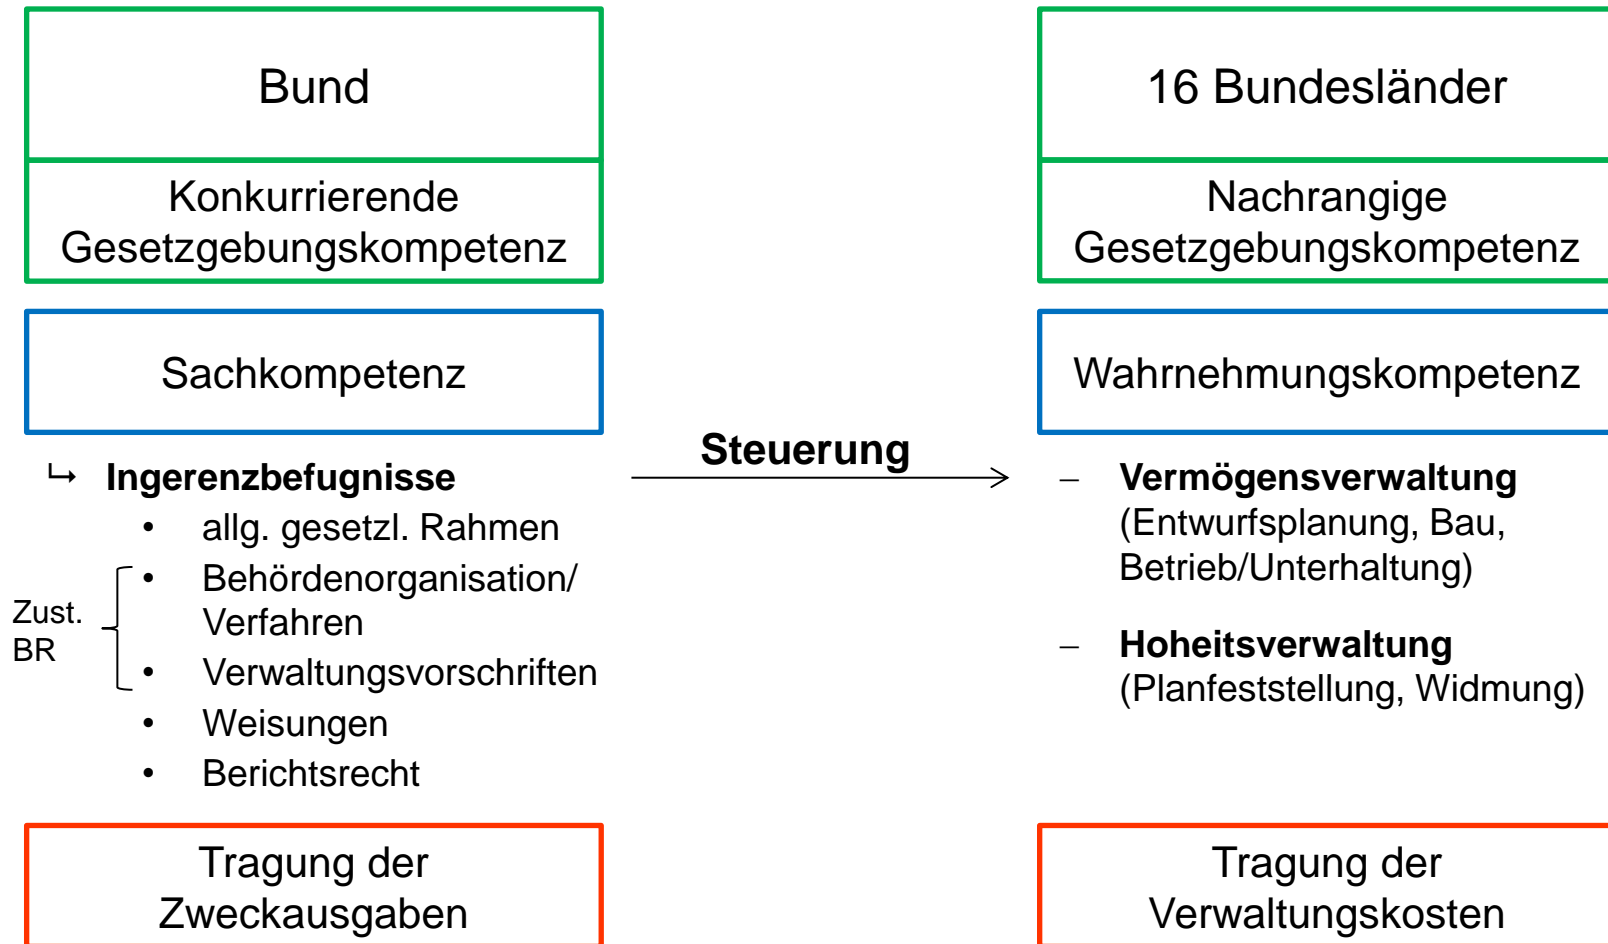 Bund
Konkurrierende
Gesetzgebungskompetenz
Sachkompetenz
↳ Ingerenzbefugnisse
• allg. gesetzl. Rahmen
• Behördenorganisation/
Verfahren
• Verwaltungsvorschriften
• Weisungen
• Berichtsrecht
Zust.
BR
Tragung der
Zweckausgaben
Steuerung
16 Bundesländer
Nachrangige
Gesetzgebungskompetenz
Wahrnehmungskompetenz
– Vermögensverwaltung
(Entwurfsplanung, Bau,
Betrieb/Unterhaltung)
– Hoheitsverwaltung
(Planfeststellung, Widmung)
Tragung der
Verwaltungskosten